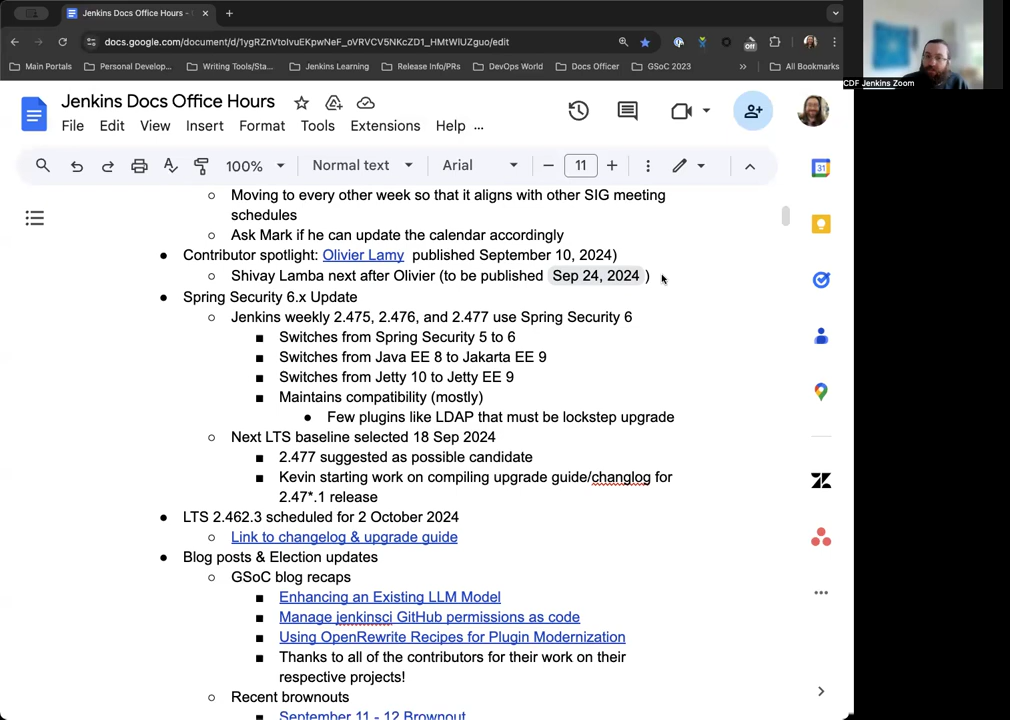 Jenkins Docs Office Hours -
docs.google.com/document/d/1ygRZnVtoIvuEKpwNeF_oVRVCV5NKcZD1_HMtWlUZguo/edit
Main Portals
Personal Develop...
Writing Tools/Sta...
Jenkins Learning
Release Info/PRs
DevOps World
Docs Officer
GSoC 2023
»
All Bookmarks
CDF Jenkins Zoom
Jenkins Docs Office Hours
File Edit View Insert Format Tools Extensions Help ...
100% Normal text Arial 11
Moving to every other week so that it aligns with other SIG meeting
schedules
Ask Mark if he can update the calendar accordingly
Contributor spotlight: Olivier Lamy published September 10, 2024)
Shivay Lamba next after Olivier (to be published Sep 24, 2024 )
Spring Security 6.x Update
Jenkins weekly 2.475, 2.476, and 2.477 use Spring Security 6
Switches from Spring Security 5 to 6
Switches from Java EE 8 to Jakarta EE 9
Switches from Jetty 10 to Jetty EE 9
Maintains compatibility (mostly)
Few plugins like LDAP that must be lockstep upgrade
Next LTS baseline selected 18 Sep 2024
2.477 suggested as possible candidate
Kevin starting work on compiling upgrade guide/changlog for
2.47*.1 release
LTS 2.462.3 scheduled for 2 October 2024
Link to changelog & upgrade guide
Blog posts & Election updates
GSoC blog recaps
Enhancing an Existing LLM Model
Manage jenkinsci GitHub permissions as code
Using OpenRewrite Recipes for Plugin Modernization
Thanks to all of the contributors for their work on their
respective projects!
Recent brownouts
September 11 - 12 Brownout
31